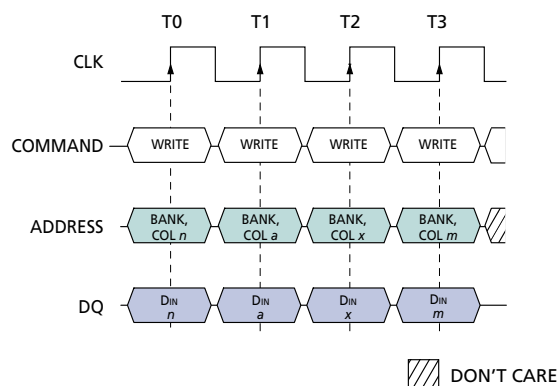 T0 T1 T2 T3
CLK
COMMAND WRITE WRITE WRITE WRITE
ADDRESS BANK, COL n BANK, COL a BANK, COL x BANK, COL m
DQ DIN n DIN a DIN x DIN m
DON'T CARE